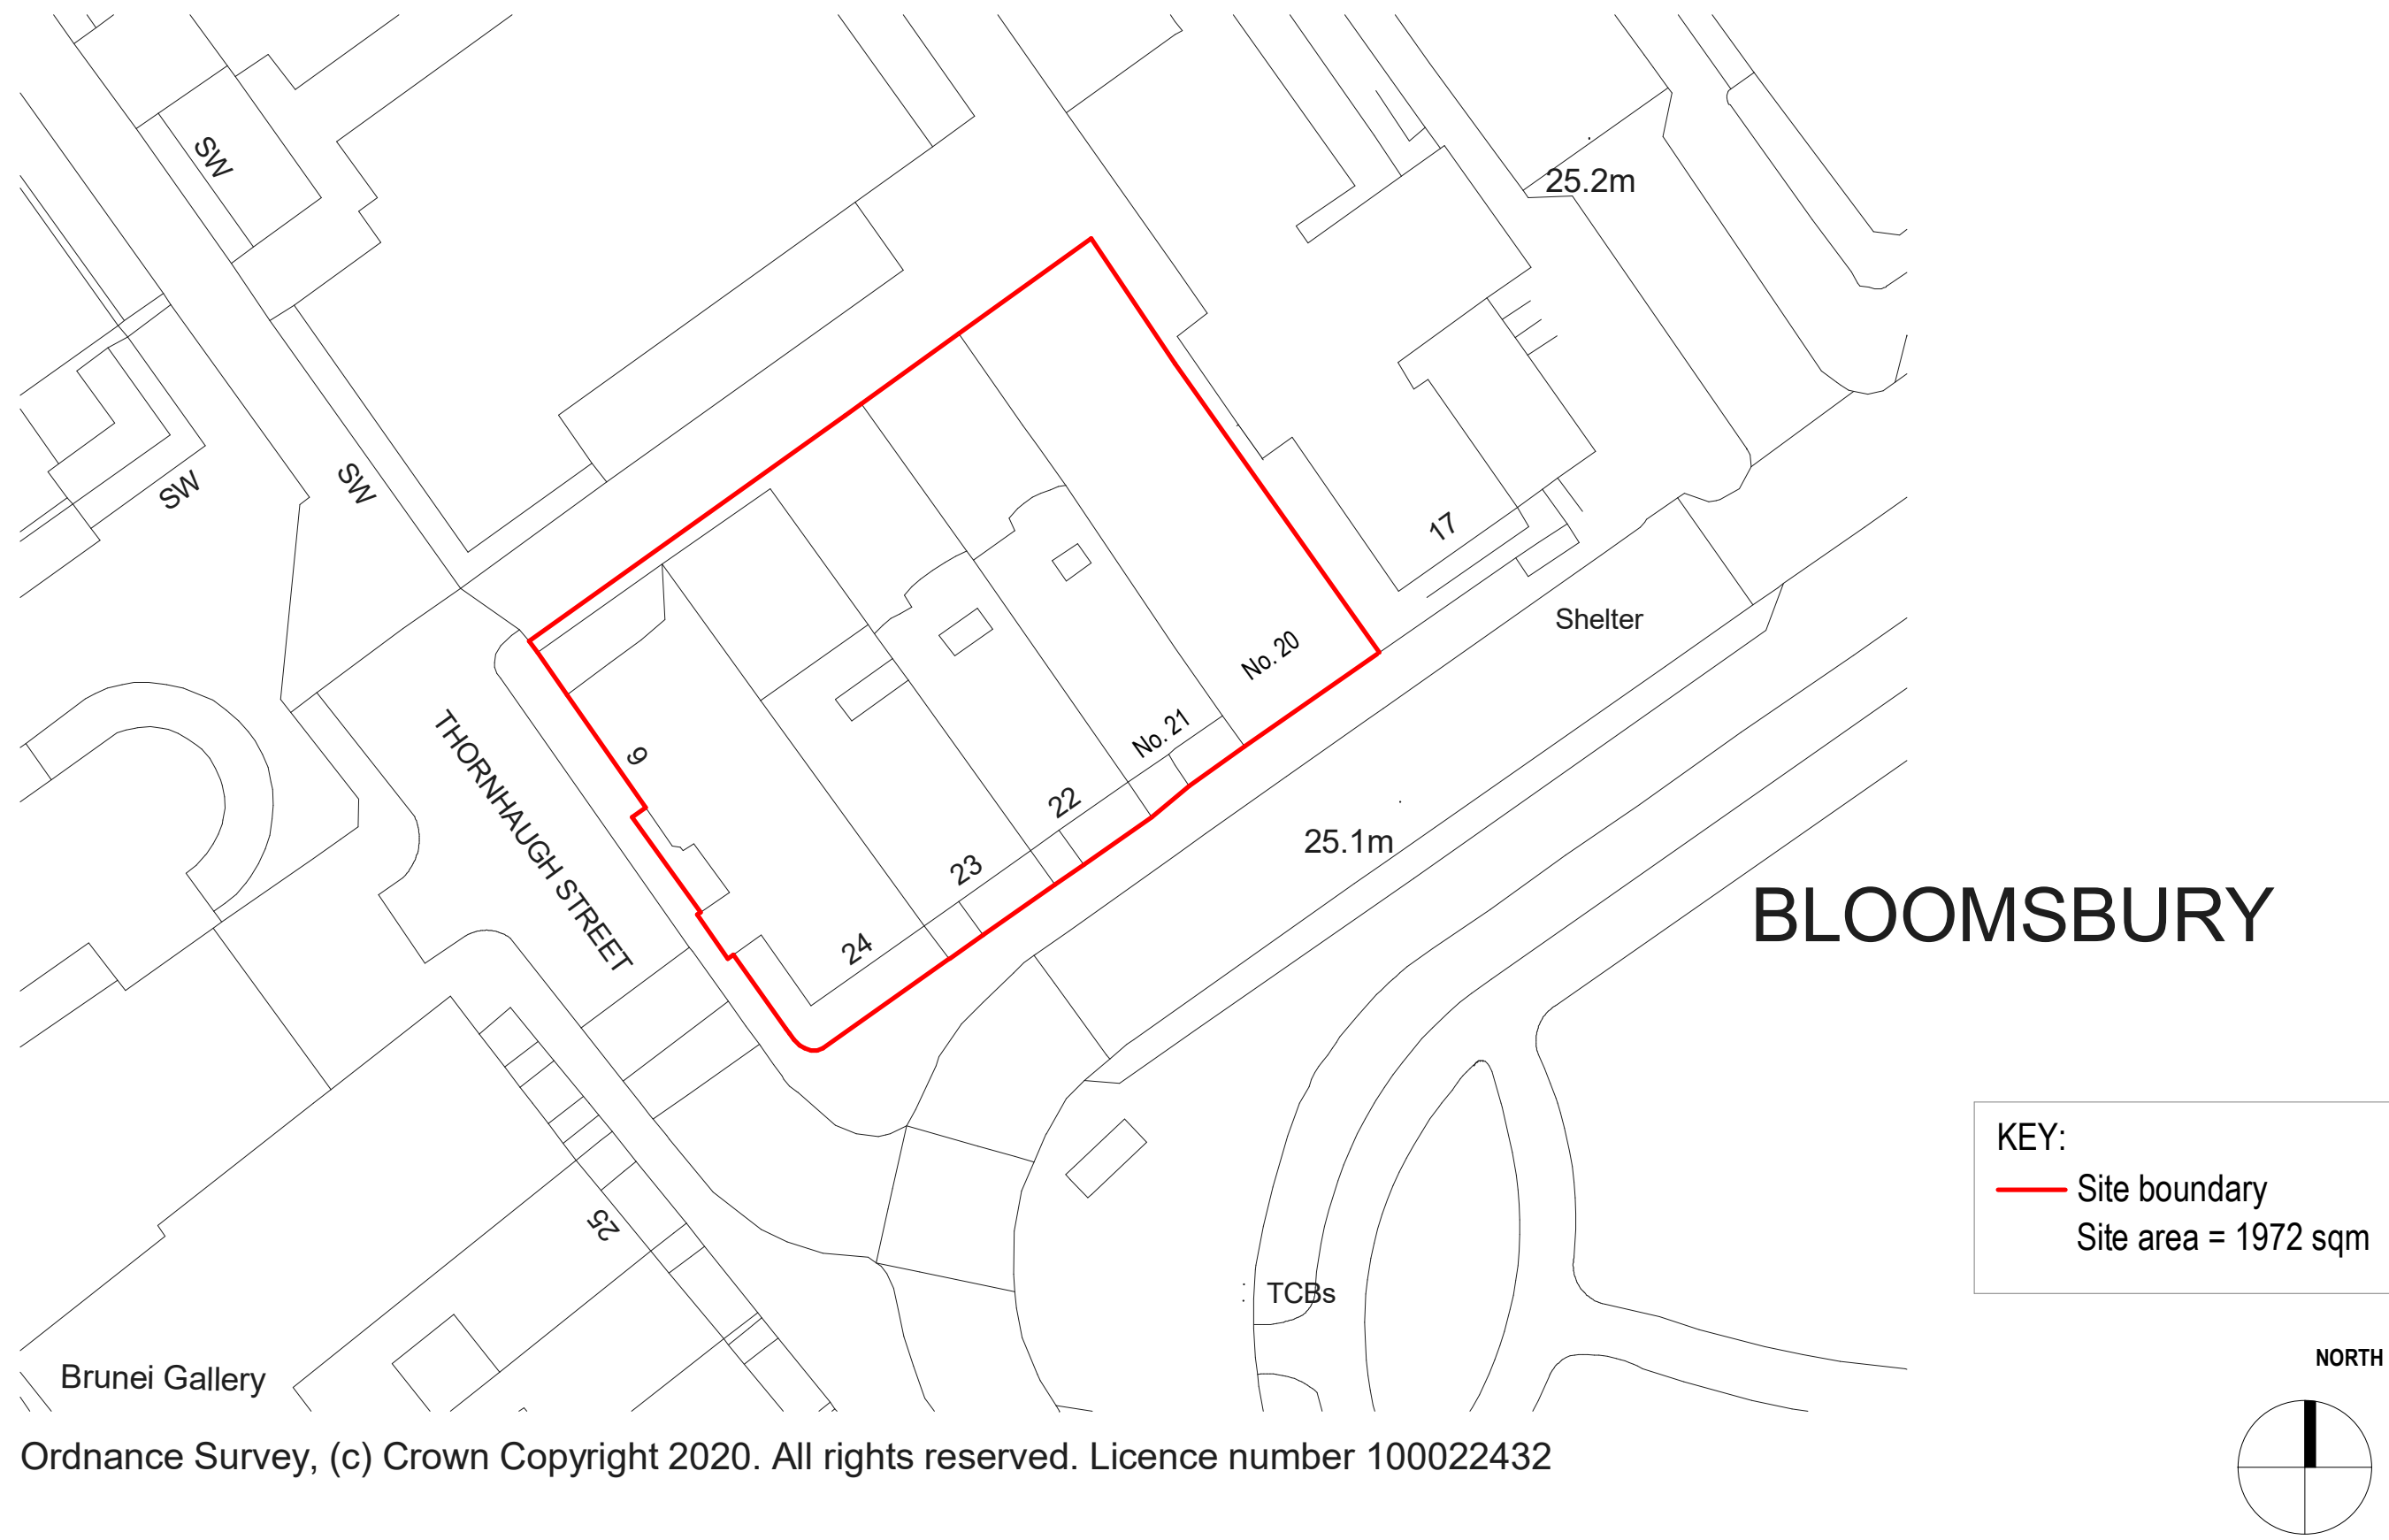 SW
25.2m
SW
SW
17
Shelter
No. 20
No. 21
9
THORNHAUGH STREET
22
25.1m
23
24
BLOOMSBURY
KEY:
Site boundary
Site area = 1972 sqm
25
TCBs
NORTH
Brunei Gallery
Ordnance Survey, (c) Crown Copyright 2020. All rights reserved. Licence number 100022432